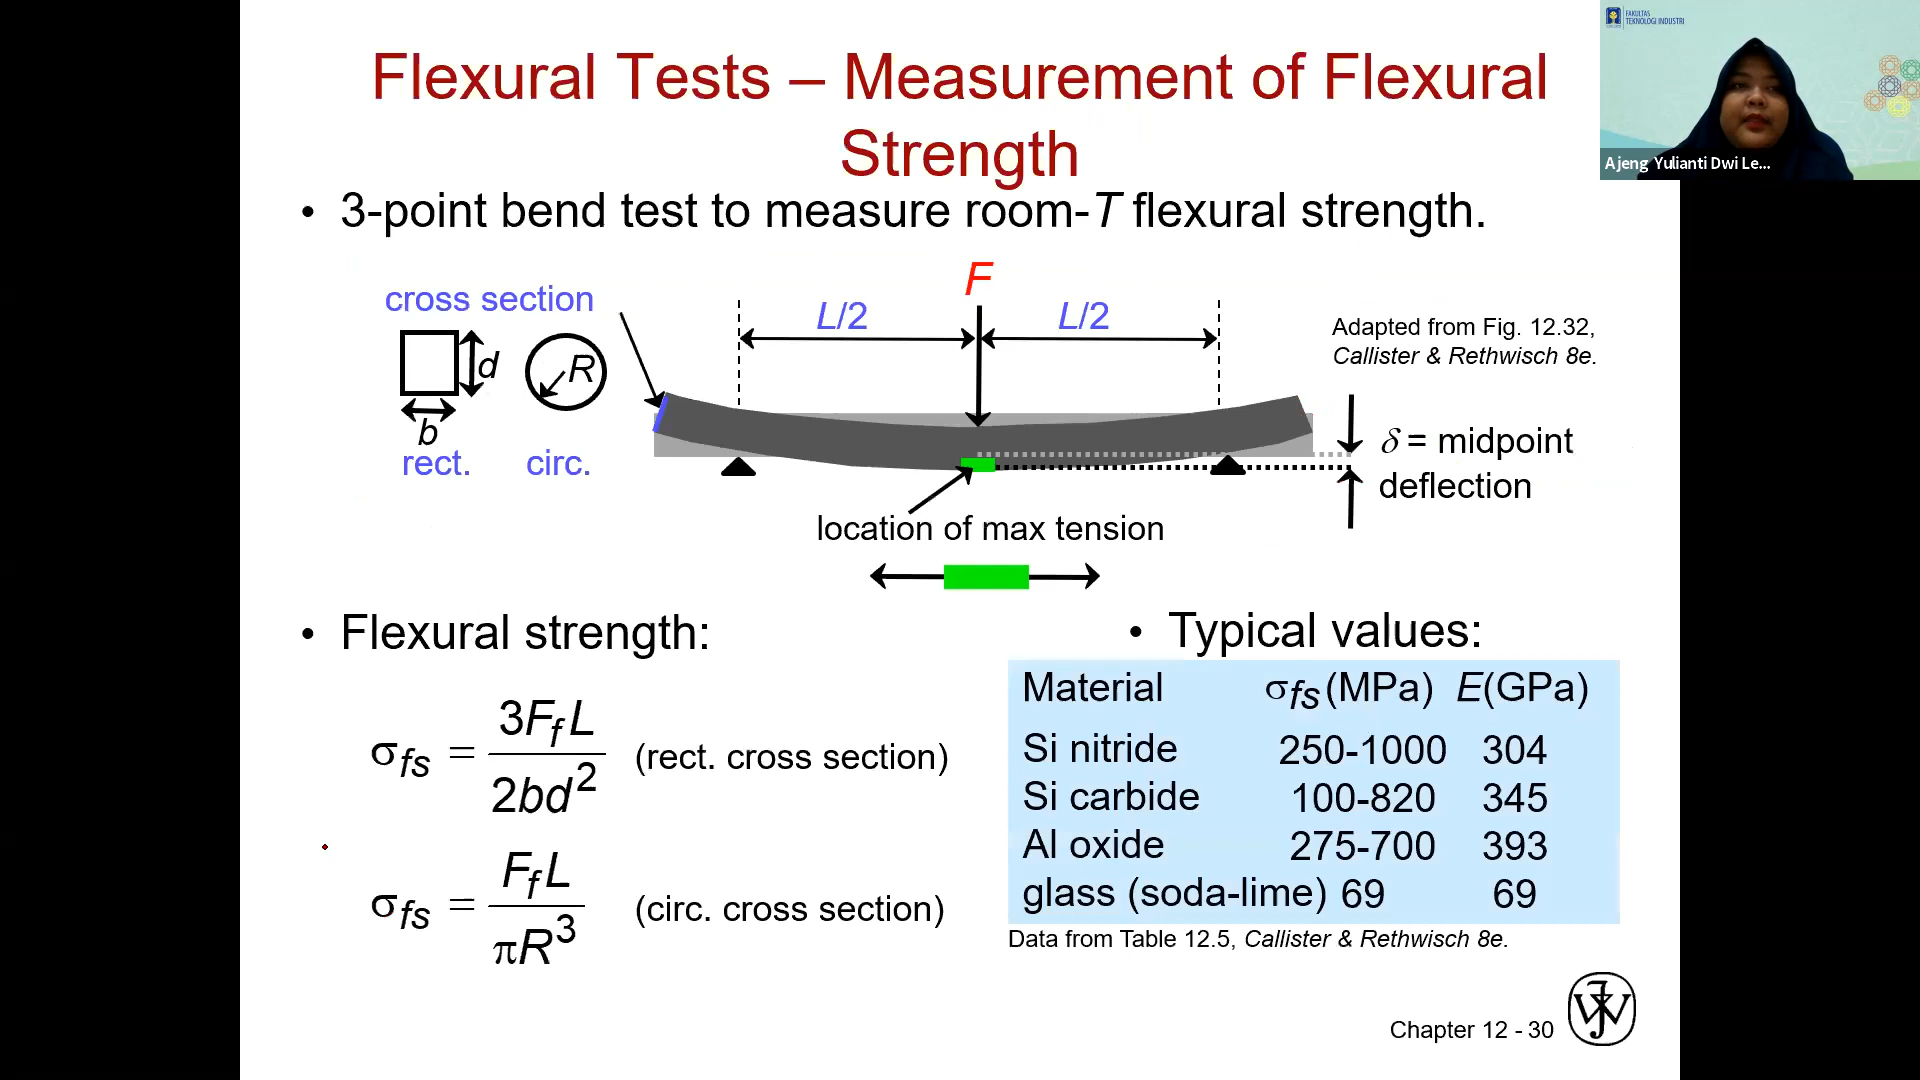 Flexural Tests – Measurement of Flexural
Strength
FAKULTAS
TEKNOLOGI INDUSTRI
Ajeng Yulianti Dwi Le...
• 3-point bend test to measure room-T flexural strength.
cross section
d
R
b
rect.
circ.
F
L/2
L/2
Adapted from Fig. 12.32,
Callister & Rethwisch 8e.
δ = midpoint
deflection
location of max tension
• Flexural strength:
σfs = 3FfL / 2bd² (rect. cross section)
σfs = FfL / πR³ (circ. cross section)
• Typical values:
Material σfs(MPa) E(GPa)
Si nitride 250-1000 304
Si carbide 100-820 345
Al oxide 275-700 393
glass (soda-lime) 69 69
Data from Table 12.5, Callister & Rethwisch 8e.
Chapter 12 - 30